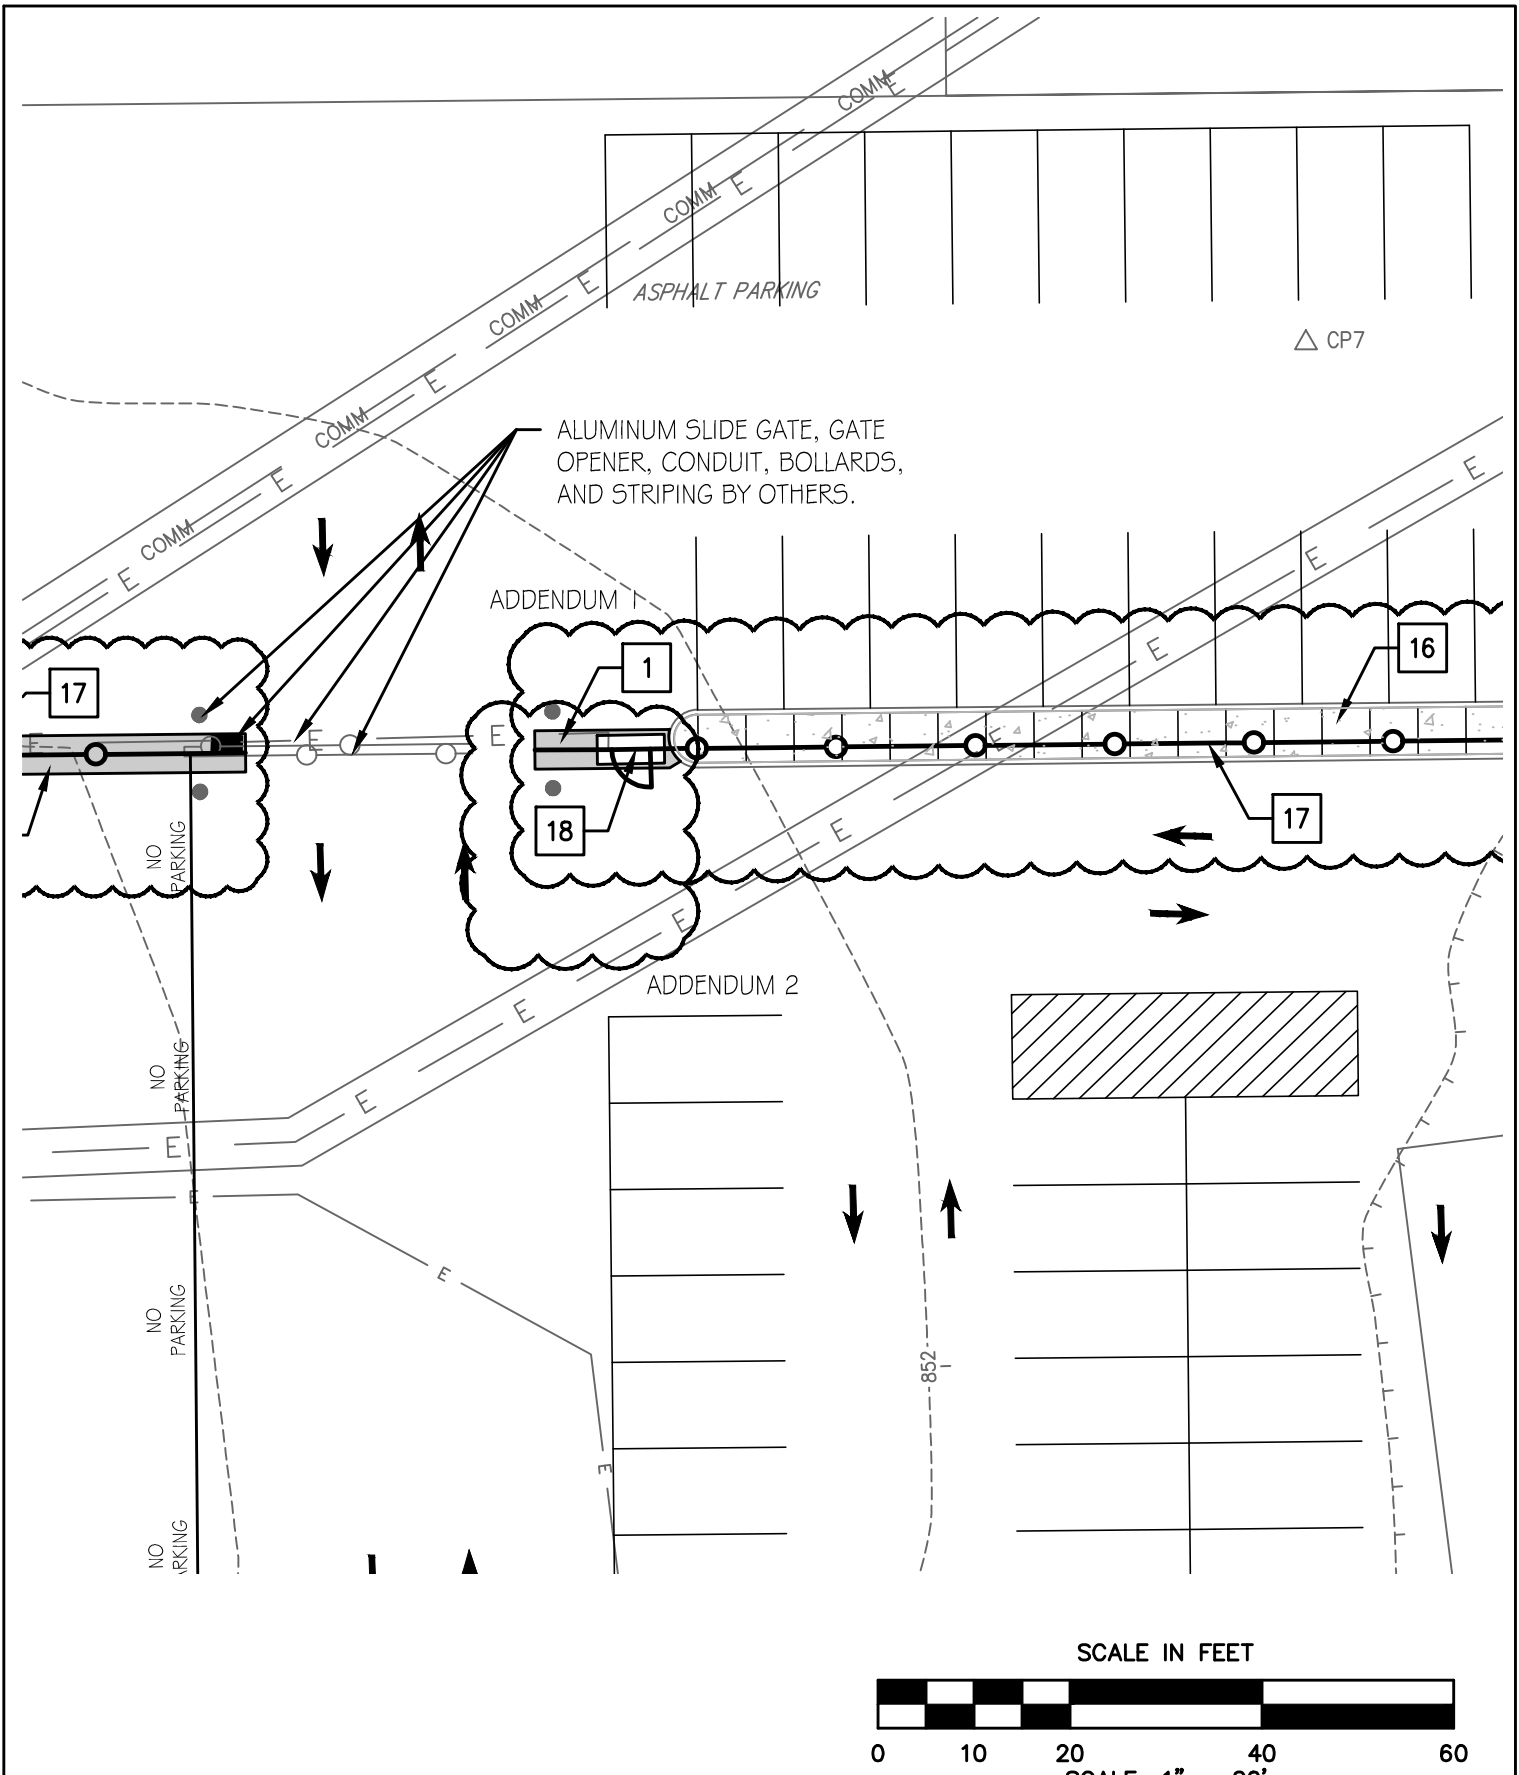 COMM
E
COMM
E
ASPHALT PARKING
COMM
E
CP7
COMM
E
ALUMINUM SLIDE GATE, GATE
OPENER, CONDUIT, BOLLARDS,
AND STRIPING BY OTHERS.
E
E
COMM
E
E
ADDENDUM 1
1
16
E
17
E
E
E
E
18
17
E
NO
PARKING
E
ADDENDUM 2
E
NO
PARKING
E
E
E
E
NO
PARKING
852
E
NO
ARKING
SCALE IN FEET
0 10 20 40 60